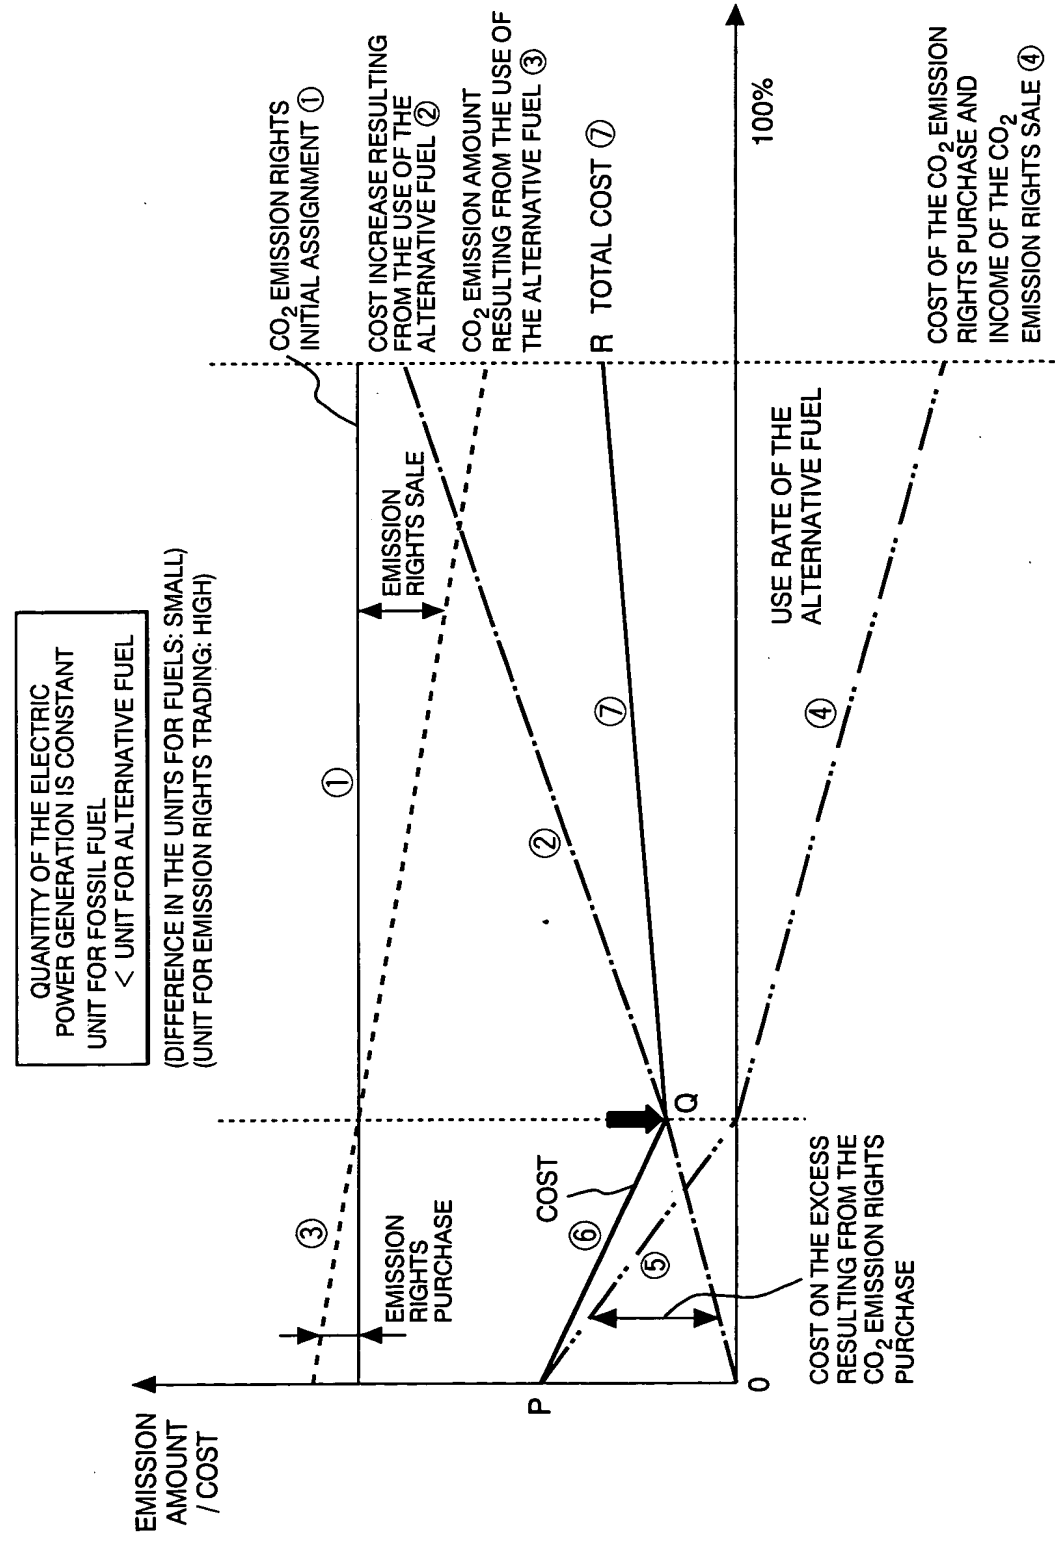 QUANTITY OF THE ELECTRIC
POWER GENERATION IS CONSTANT
UNIT FOR FOSSIL FUEL
< UNIT FOR ALTERNATIVE FUEL
(DIFFERENCE IN THE UNITS FOR FUELS: SMALL)
(UNIT FOR EMISSION RIGHTS TRADING: HIGH)
EMISSION
AMOUNT
/ COST
CO2 EMISSION RIGHTS
INITIAL ASSIGNMENT ①
COST INCREASE RESULTING
FROM THE USE OF THE
ALTERNATIVE FUEL ②
CO2 EMISSION AMOUNT
RESULTING FROM THE USE OF
THE ALTERNATIVE FUEL ③
R TOTAL COST ⑦
100%
COST OF THE CO2 EMISSION
RIGHTS PURCHASE AND
INCOME OF THE CO2
EMISSION RIGHTS SALE ④
③
①
EMISSION
RIGHTS SALE
EMISSION
RIGHTS
PURCHASE
②
P
COST
⑥
⑤
Q
⑦
0
USE RATE OF THE
ALTERNATIVE FUEL
④
COST ON THE EXCESS
RESULTING FROM THE
CO2 EMISSION RIGHTS
PURCHASE